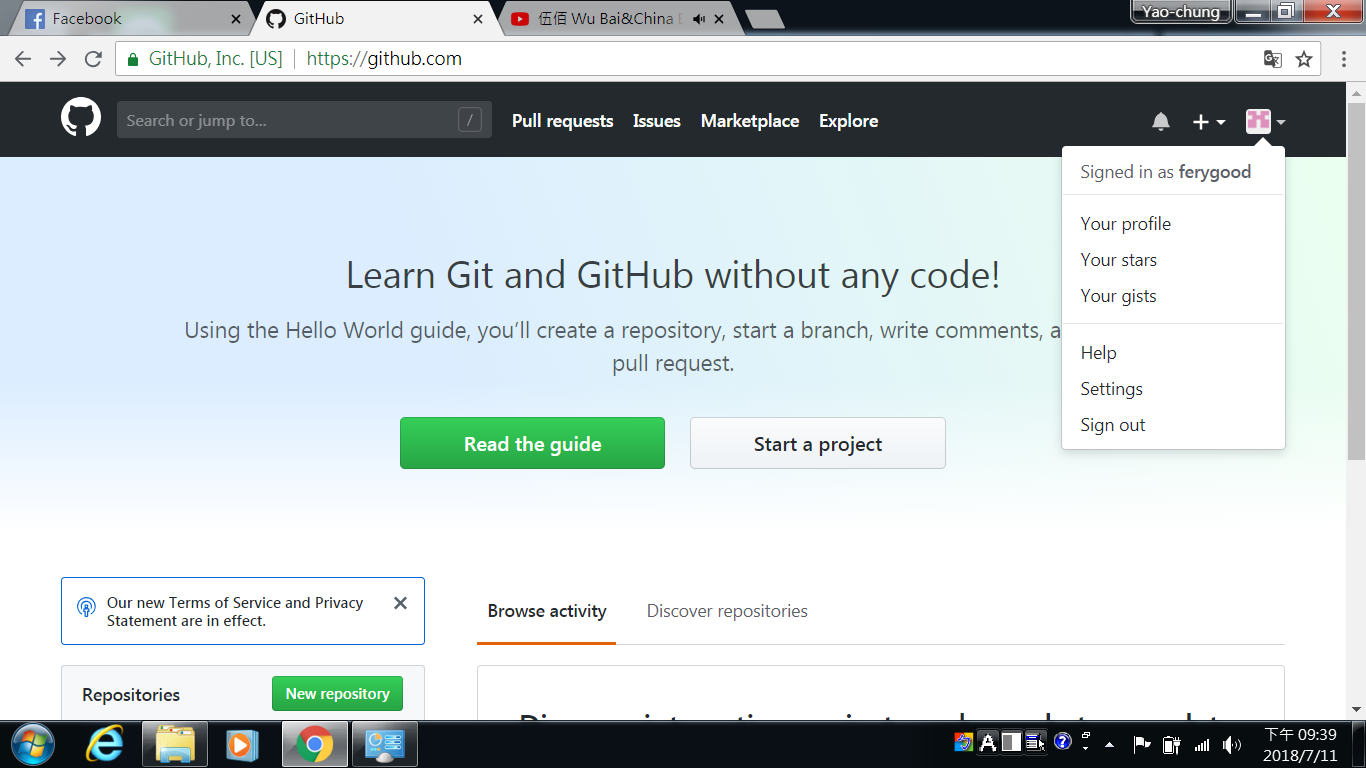 Facebook
GitHub
伍佰 Wu Bai&China
Yao-chung
GitHub, Inc. [US]
https://github.com
Search or jump to...
/
Pull requests
Issues
Marketplace
Explore
Signed in as ferygood
Your profile
Your stars
Your gists
Help
Settings
Sign out
Learn Git and GitHub without any code!
Using the Hello World guide, you’ll create a repository, start a branch, write comments, a
pull request.
Read the guide
Start a project
Our new Terms of Service and Privacy
Statement are in effect.
Browse activity
Discover repositories
Repositories
New repository
下午 09:39
2018/7/11